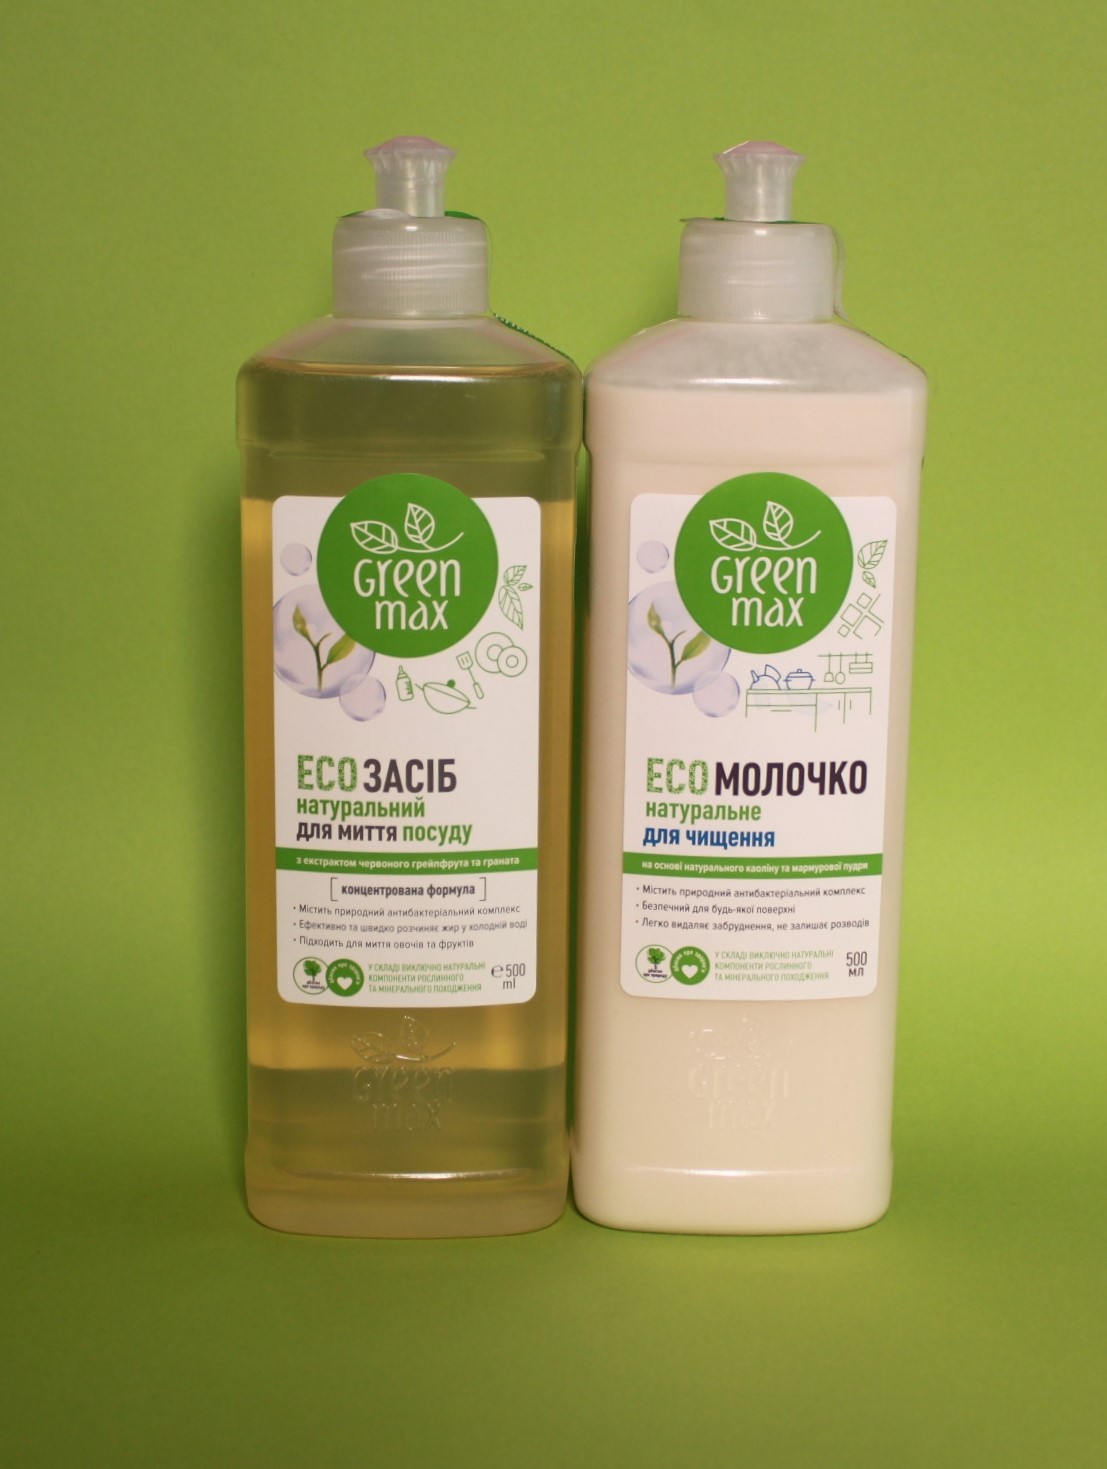 Green
max
ECO ЗАСІБ
натуральний
для миття посуду
з екстрактом червоного грейпфрута та граната
концентрована формула
• Містить природний антибактеріальний комплекс
• Ефективно та швидко розчиняє жир у холодній воді
• Підходить для миття овочів та фруктів
У СКЛАДІ ВИКЛЮЧНО НАТУРАЛЬНІ
КОМПОНЕНТИ РОСЛИННОГО
ТА МІНЕРАЛЬНОГО ПОХОДЖЕННЯ
℮ 500
ml
Green
max
Green
max
ECO МОЛОЧКО
натуральне
для чищення
на основі натурального каоліну та мармурової пудри
• Містить природний антибактеріальний комплекс
• Безпечний для будь-якої поверхні
• Легко видаляє забруднення, не залишає розводів
У СКЛАДІ ВИКЛЮЧНО НАТУРАЛЬНІ
КОМПОНЕНТИ РОСЛИННОГО
ТА МІНЕРАЛЬНОГО ПОХОДЖЕННЯ
500
МЛ
Green
max